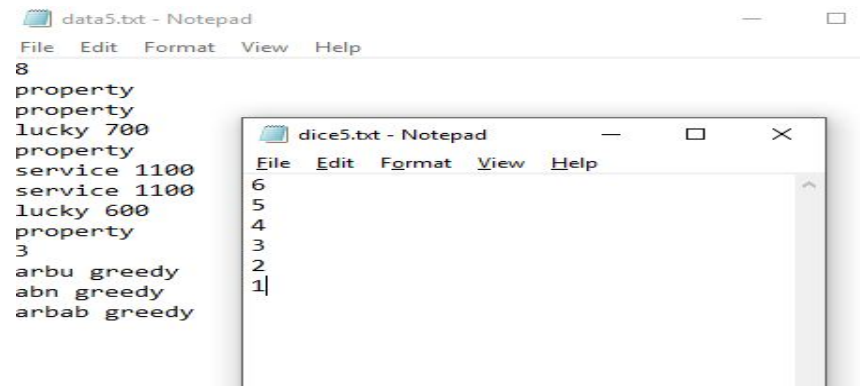 data5.txt - Notepad
File Edit Format View Help
8
property
property
lucky 700
property
service 1100
service 1100
lucky 600
property
3
arbu greedy
abn greedy
arbab greedy
dice5.txt - Notepad
File Edit Format View Help
6
5
4
3
2
1